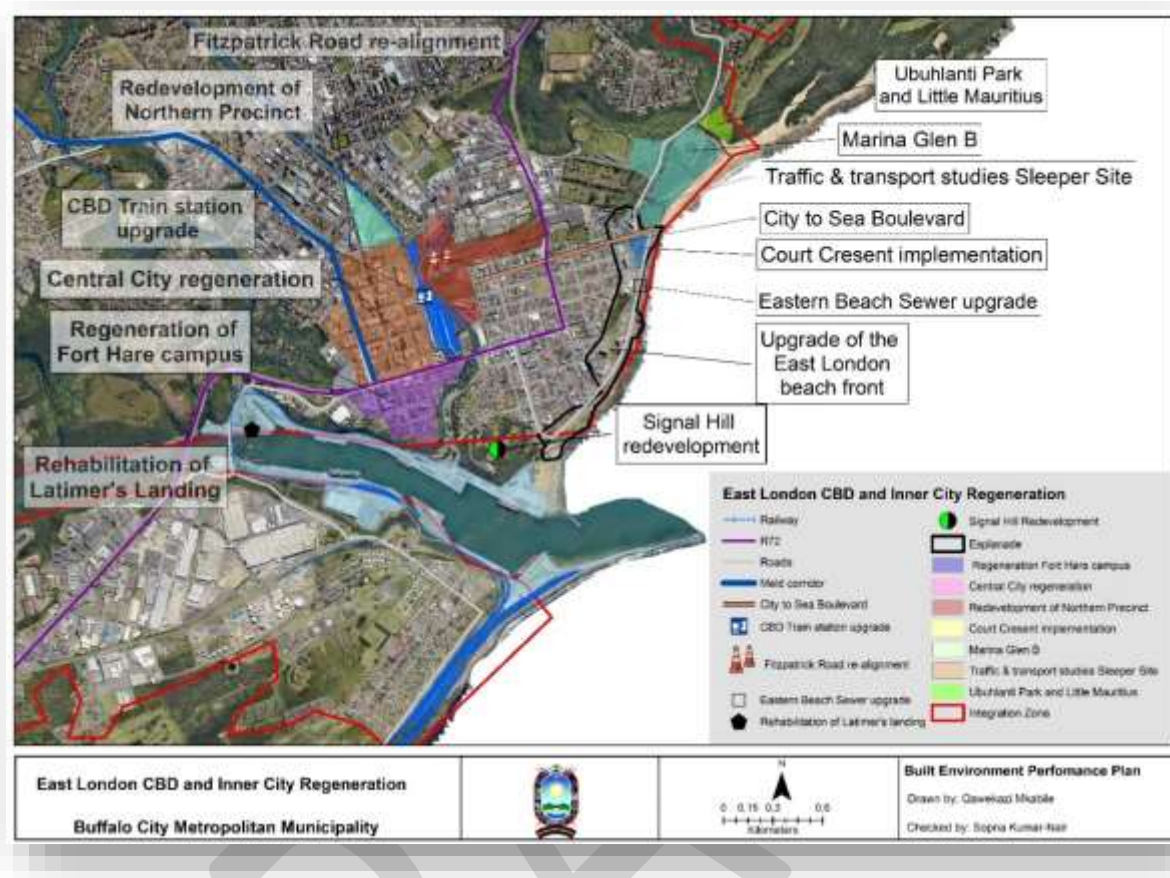 Fitzpatrick Road re-alignment
Redevelopment of
Northern Precinct
CBD Train station
upgrade
Central City regeneration
Regeneration of
Fort Hare campus
Rehabilitation of
Latimer's Landing
Ubuhlanti Park
and Little Mauritius
Marina Glen B
Traffic & transport studies Sleeper Site
City to Sea Boulevard
Court Cresent implementation
Eastern Beach Sewer upgrade
Upgrade of the
East London
beach front
Signal Hill
redevelopment
East London CBD and Inner City Regeneration
Railway
R72
Roads
Meld corridor
City to Sea Boulevard
CBD Train station upgrade
Fitzpatrick Road re-alignment
Eastern Beach Sewer upgrade
Rehabilitation of Latimer's landing
Signal Hill Redevelopment
Esplanade
Regeneration Fort Hare campus
Central City regeneration
Redevelopment of Northern Precinct
Court Cresent implementation
Marina Glen B
Traffic & transport studies Sleeper Site
Ubuhlanti Park and Little Mauritius
Integration Zone
East London CBD and Inner City Regeneration
Buffalo City Metropolitan Municipality
N
0 0.15 0.3 0.6
Kilometers
Built Environment Perfomance Plan
Drawn by: Qawekazi Mkabile
Checked by: Sopna Kumar-Nair